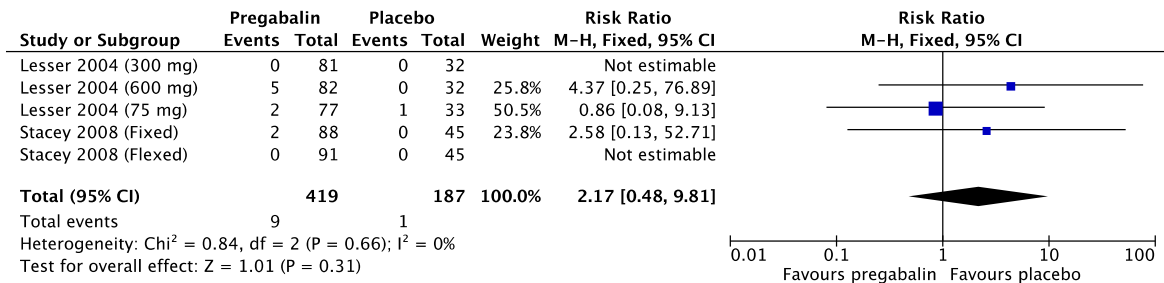 Pregabalin Placebo Risk Ratio Risk Ratio
Study or Subgroup Events Total Events Total Weight M-H, Fixed, 95% CI M-H, Fixed, 95% CI
Lesser 2004 (300 mg) 0 81 0 32 Not estimable
Lesser 2004 (600 mg) 5 82 0 32 25.8% 4.37 [0.25, 76.89]
Lesser 2004 (75 mg) 2 77 1 33 50.5% 0.86 [0.08, 9.13]
Stacey 2008 (Fixed) 2 88 0 45 23.8% 2.58 [0.13, 52.71]
Stacey 2008 (Flexed) 0 91 0 45 Not estimable
Total (95% CI) 419 187 100.0% 2.17 [0.48, 9.81]
Total events 9 1
Heterogeneity: Chi² = 0.84, df = 2 (P = 0.66); I² = 0%
Test for overall effect: Z = 1.01 (P = 0.31)
0.01 0.1 1 10 100
Favours pregabalin Favours placebo